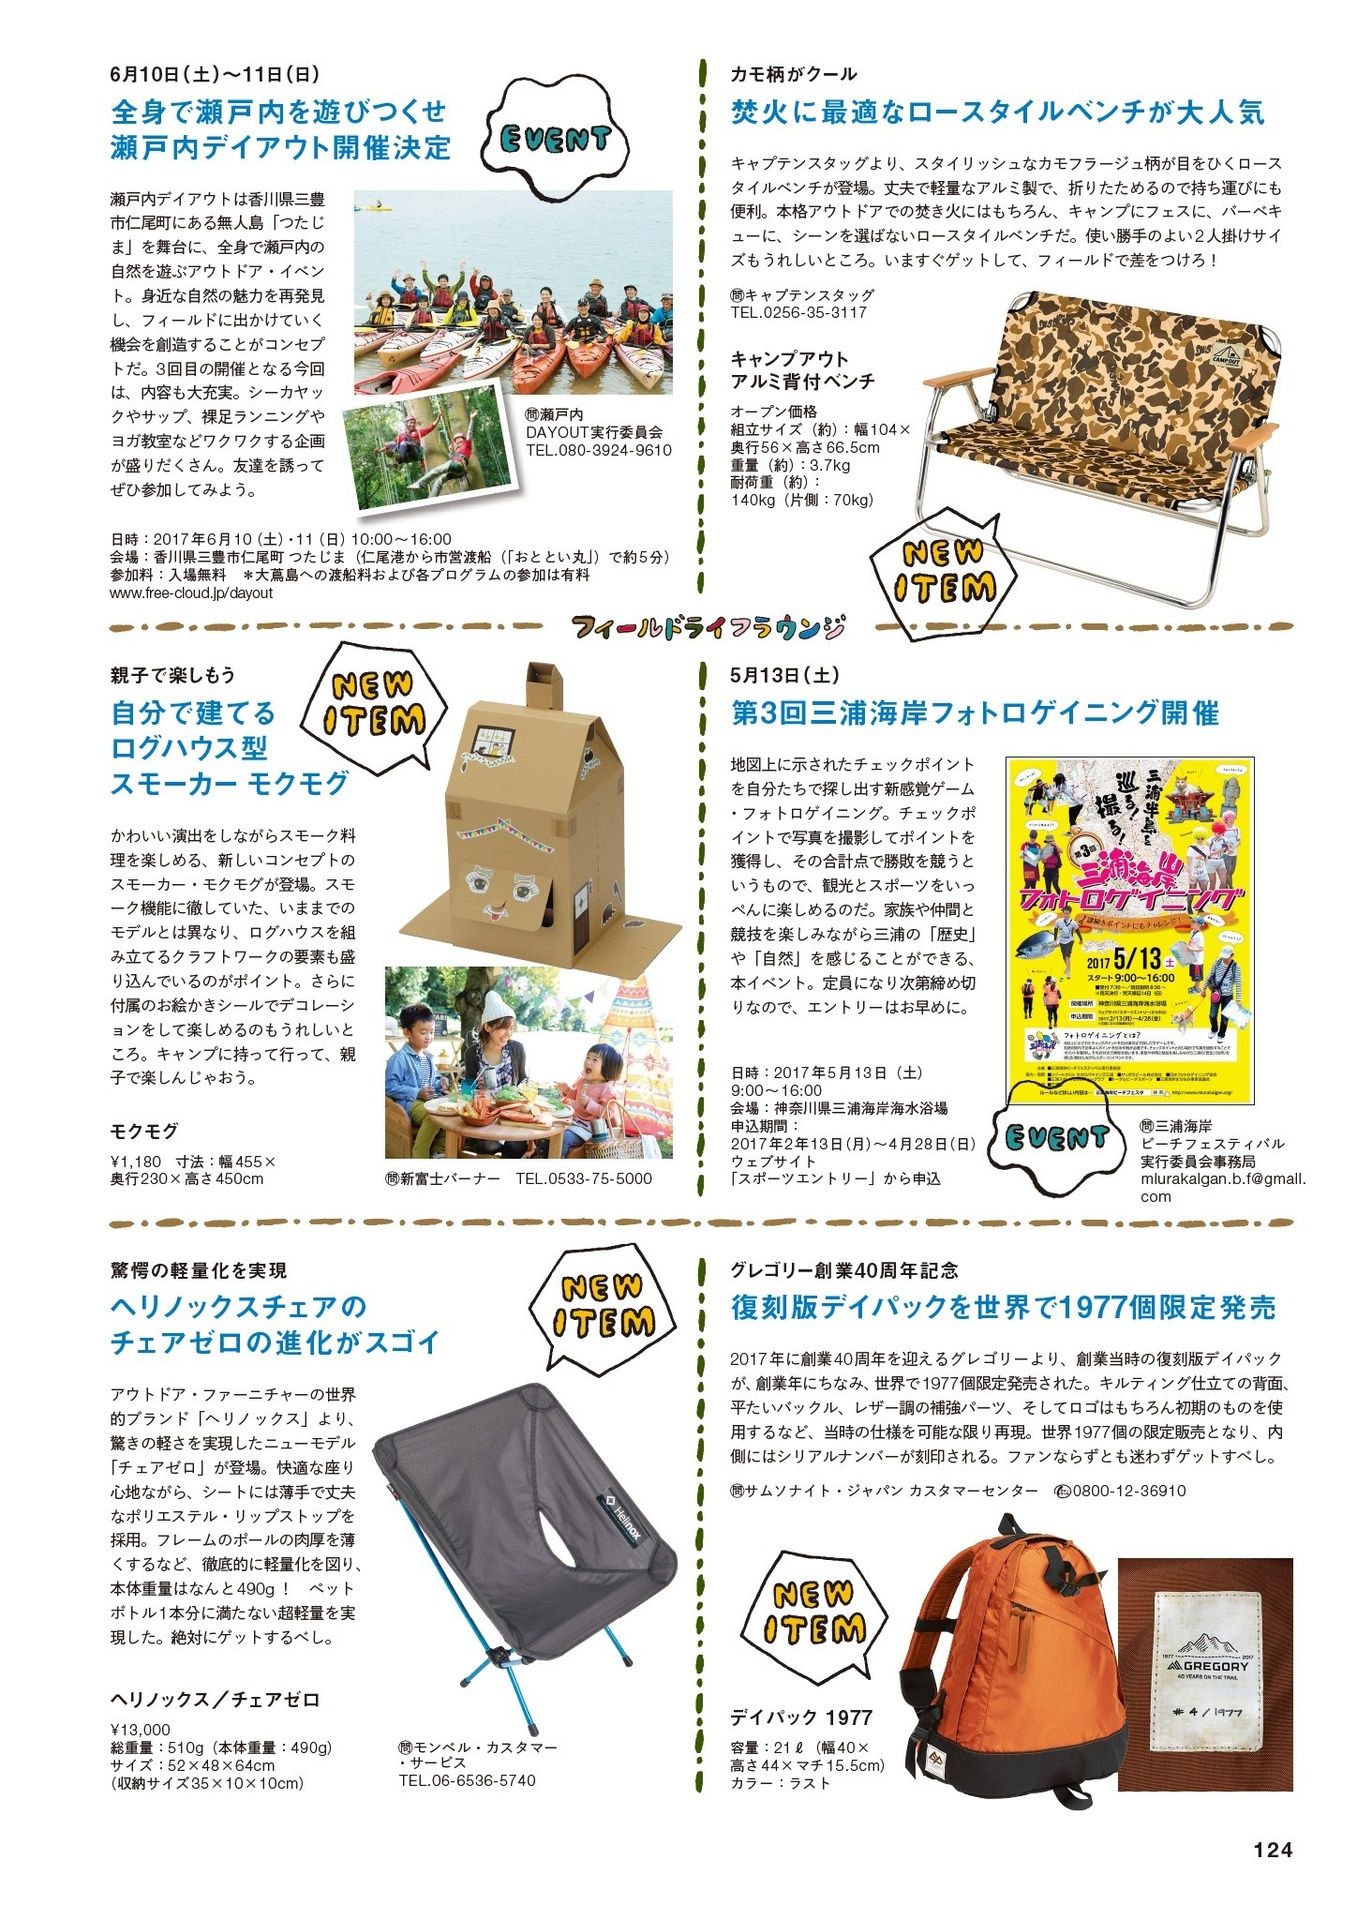 6月10日(土)〜11日(日)
全身で瀬戸内を遊びつくせ
瀬戸内デイアウト開催決定
EVENT
瀬戸内デイアウトは香川県三豊
市仁尾町にある無人島「つたじ
ま」を舞台に、全身で瀬戸内の
自然を遊ぶアウトドア・イベン
ト。身近な自然の魅力を再発見
し、フィールドに出かけていく
機会を創造することがコンセプ
トだ。3回目の開催となる今回
は、内容も大充実。シーカヤッ
クやサップ、裸足ランニングや
ヨガ教室などワクワクする企画
が盛りだくさん。友達を誘って
ぜひ参加してみよう。
㉄瀬戸内
DAYOUT実行委員会
TEL.080-3924-9610
日時：2017年6月10（土）・11（日）10:00〜16:00
会場：香川県三豊市仁尾町 つたじま（仁尾港から市営渡船（「おととい丸」）で約5分）
参加料：入場無料　＊大蔦島への渡船料および各プログラムの参加は有料
www.free-cloud.jp/dayout
カモ柄がクール
焚火に最適なロースタイルベンチが大人気
キャプテンスタッグより、スタイリッシュなカモフラージュ柄が目をひくロース
タイルベンチが登場。丈夫で軽量なアルミ製で、折りたためるので持ち運びにも
便利。本格アウトドアでの焚き火にはもちろん、キャンプにフェスに、バーベキ
ューに、シーンを選ばないロースタイルベンチだ。使い勝手のよい2人掛けサイ
ズもうれしいところ。いますぐゲットして、フィールドで差をつけろ！
㉄キャプテンスタッグ
TEL.0256-35-3117
キャンプアウト
アルミ背付ベンチ
オープン価格
組立サイズ（約）：幅104×
奥行56×高さ66.5cm
重量（約）：3.7kg
耐荷重（約）：
140kg（片側：70kg）
CAMPOUT
NEW
ITEM
フィールドライフラウンジ
親子で楽しもう
自分で建てる
ログハウス型
スモーカー モクモグ
NEW
ITEM
かわいい演出をしながらスモーク料
理を楽しめる、新しいコンセプトの
スモーカー・モクモグが登場。スモ
ーク機能に徹していた、いままでの
モデルとは異なり、ログハウスを組
み立てるクラフトワークの要素も盛
り込んでいるのがポイント。さらに
付属のお絵かきシールでデコレーシ
ョンをして楽しめるのもうれしいと
ころ。キャンプに持って行って、親
子で楽しんじゃおう。
モクモグ
¥1,180　寸法：幅455×
奥行230×高さ450cm
㉄新富士バーナー　TEL.0533-75-5000
5月13日(土)
第3回三浦海岸フォトロゲイニング開催
地図上に示されたチェックポイント
を自分たちで探し出す新感覚ゲーム
・フォトロゲイニング。チェックポ
イントで写真を撮影してポイントを
獲得し、その合計点で勝敗を競うと
いうもので、観光とスポーツをいっ
ぺんに楽しめるのだ。家族や仲間と
競技を楽しみながら三浦の「歴史」
や「自然」を感じることができる、
本イベント。定員になり次第締め切
りなので、エントリーはお早めに。
日時：2017年5月13日（土）
9:00〜16:00
会場：神奈川県三浦海岸海水浴場
申込期間：
2017年2年13日(月)〜4月28日(日)
ウェブサイト
「スポーツエントリー」から申込
三浦半島を
巡る！
撮る！
第3回
三浦海岸
フォトロゲイニング
謎解きポイントにもチャレンジ！
2017 5/13 土
スタート9:00〜16:00
開催場所 神奈川県三浦海岸海水浴場
申込期間
2017.2/13(月)〜4/28(金)
フォトロゲイニングとは？
EVENT
㉄三浦海岸
ビーチフェスティバル
実行委員会事務局
mlurakalgan.b.f@gmall.
com
驚愕の軽量化を実現
ヘリノックスチェアの
チェアゼロの進化がスゴイ
NEW
ITEM
アウトドア・ファーニチャーの世界
的ブランド「ヘリノックス」より、
驚きの軽さを実現したニューモデル
「チェアゼロ」が登場。快適な座り
心地ながら、シートには薄手で丈夫
なポリエステル・リップストップを
採用。フレームのポールの肉厚を薄
くするなど、徹底的に軽量化を図り、
本体重量はなんと490g！　ペット
ボトル1本分に満たない超軽量を実
現した。絶対にゲットするべし。
Helinox
ヘリノックス／チェアゼロ
¥13,000
総重量：510g（本体重量：490g）
サイズ：52×48×64cm
（収納サイズ35×10×10cm）
㉄モンベル・カスタマー
・サービス
TEL.06-6536-5740
グレゴリー創業40周年記念
復刻版デイパックを世界で1977個限定発売
2017年に創業40周年を迎えるグレゴリーより、創業当時の復刻版デイパック
が、創業年にちなみ、世界で1977個限定発売された。キルティング仕立ての背面、
平たいバックル、レザー調の補強パーツ、そしてロゴはもちろん初期のものを使
用するなど、当時の仕様を可能な限り再現。世界1977個の限定販売となり、内
側にはシリアルナンバーが刻印される。ファンならずとも迷わずゲットすべし。
㉄サムソナイト・ジャパン カスタマーセンター　0800-12-36910
NEW
ITEM
デイパック 1977
容量：21ℓ（幅40×
高さ44×マチ15.5cm）
カラー：ラスト
1977 2017
GREGORY
40 YEARS ON THE TRAIL
# 4 / 1977
124